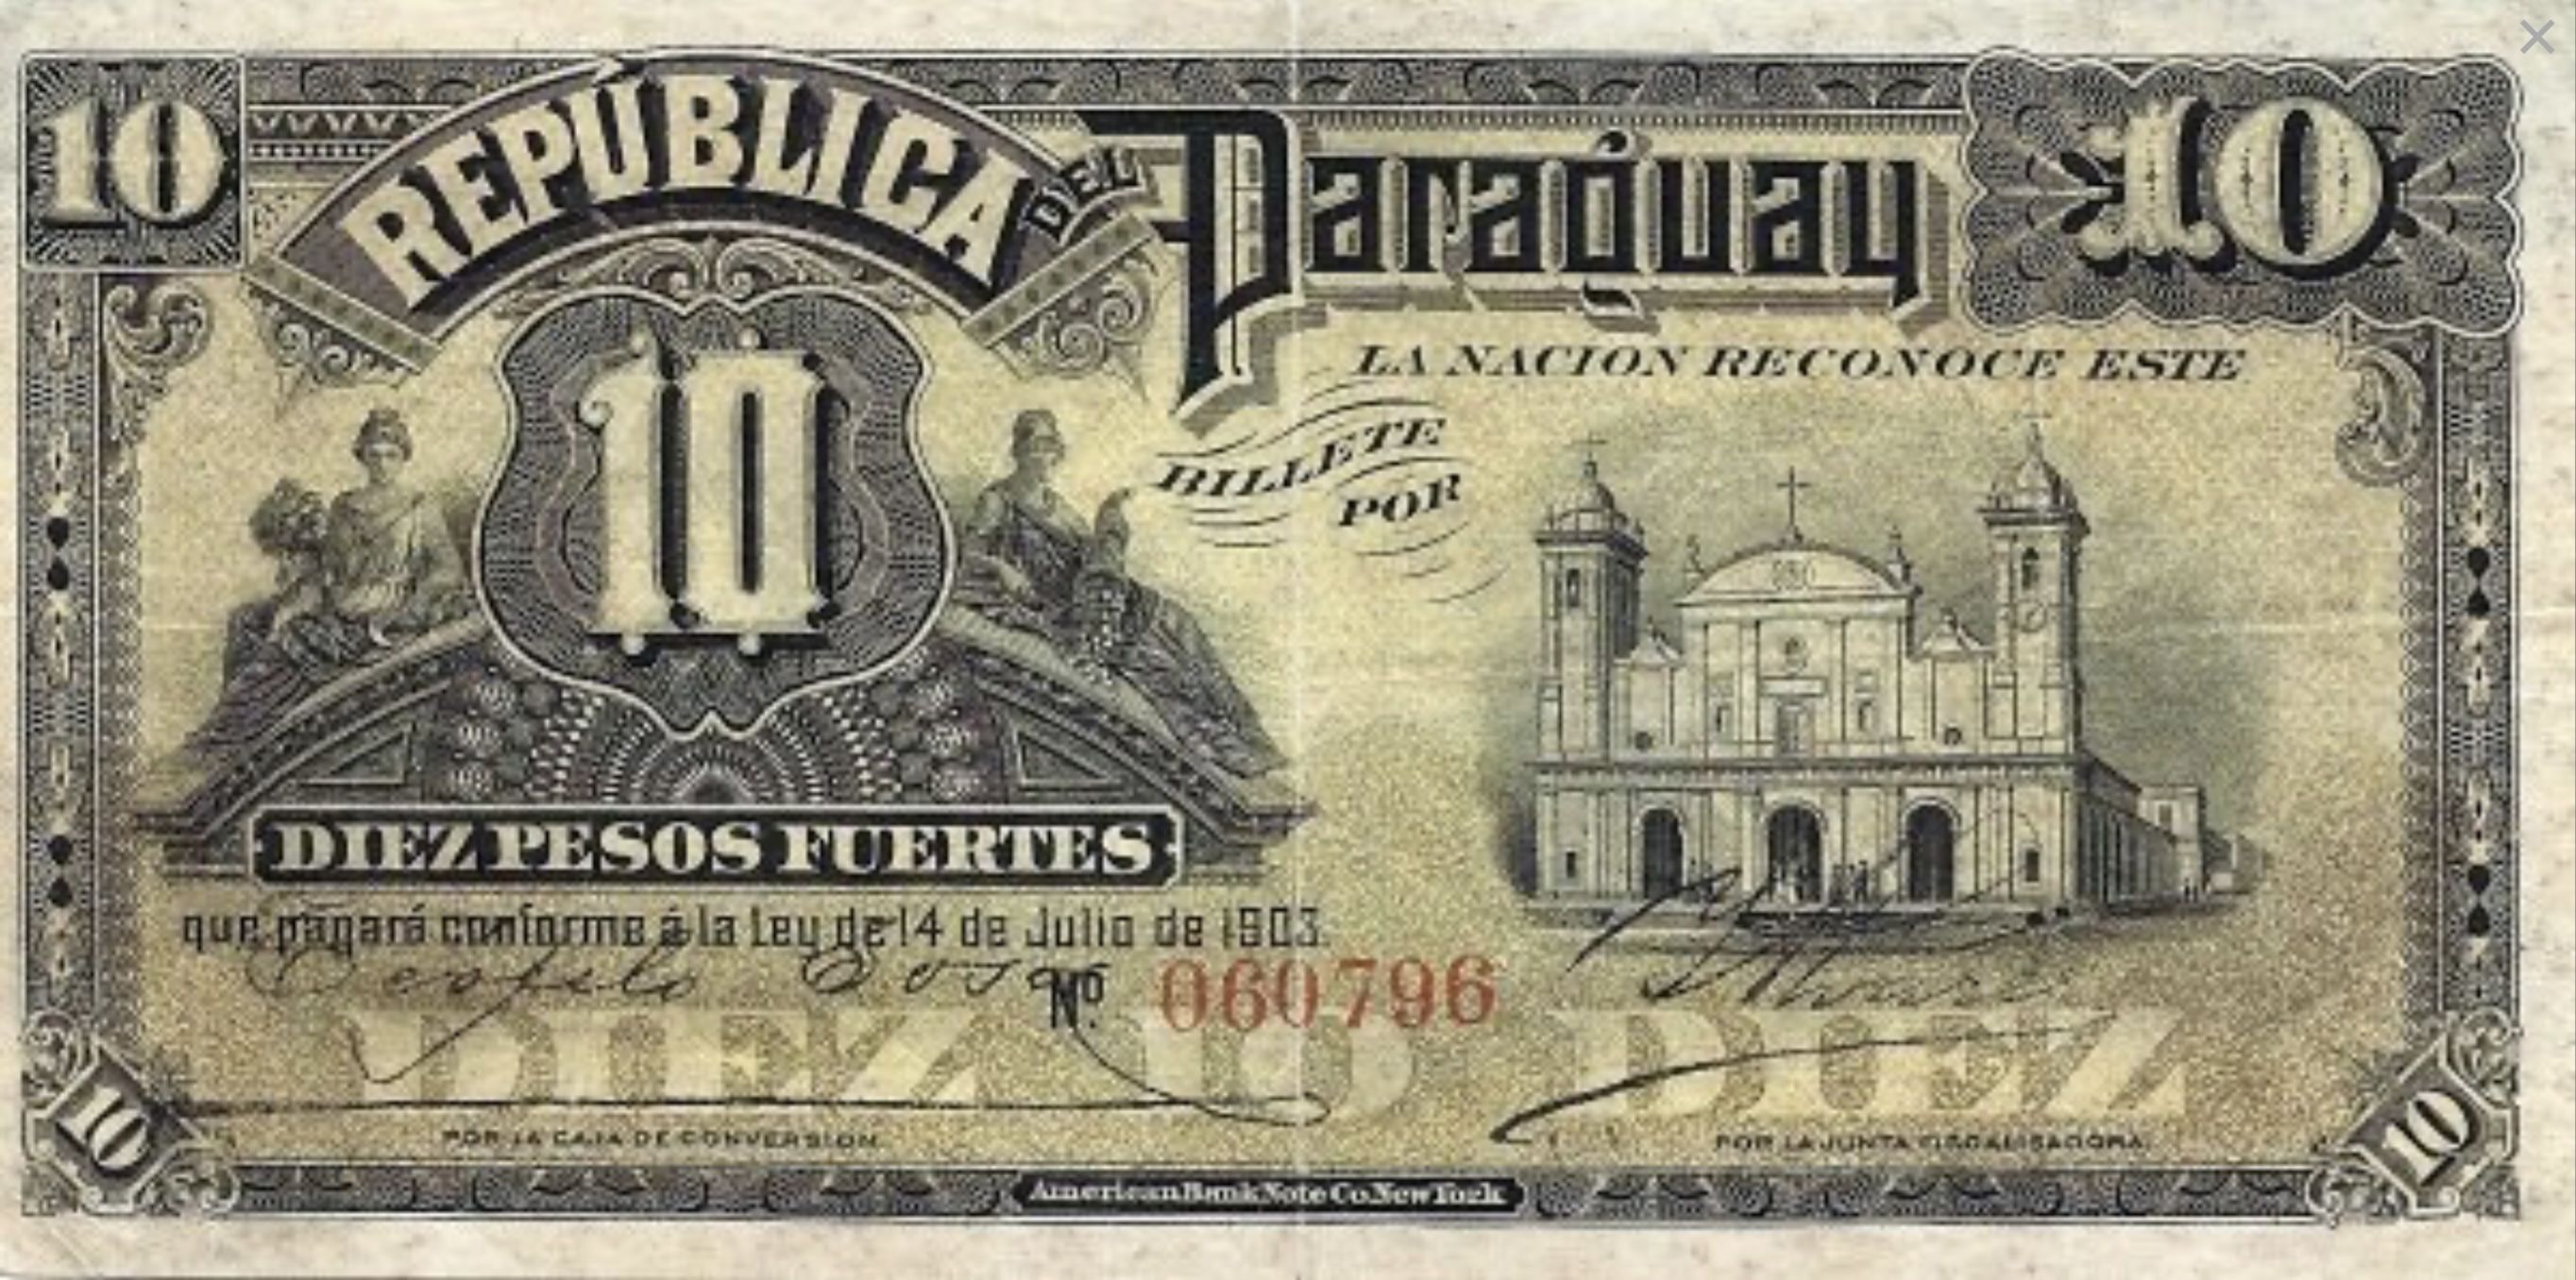 10
REPÚBLICA DEL Paraguay
10
LA NACION RECONOCE ESTE
BILLETE
POR
10
DIEZ PESOS FUERTES
que pagará conforme á la Ley de 14 de Julio de 1903
Nº. 060796
DIEZ 10 DIEZ
10
POR LA CAJA DE CONVERSION.
POR LA JUNTA FISCALISADORA.
10
American Bank Note Co. New York